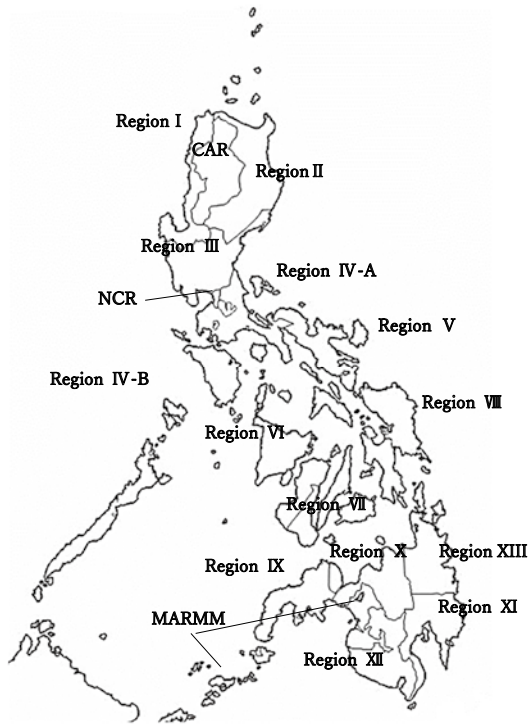 Region I
CAR
Region II
Region III
Region IV-A
NCR
Region V
Region IV-B
Region VIII
Region VI
Region VII
Region X
Region XIII
Region IX
Region XI
MARMM
Region XII